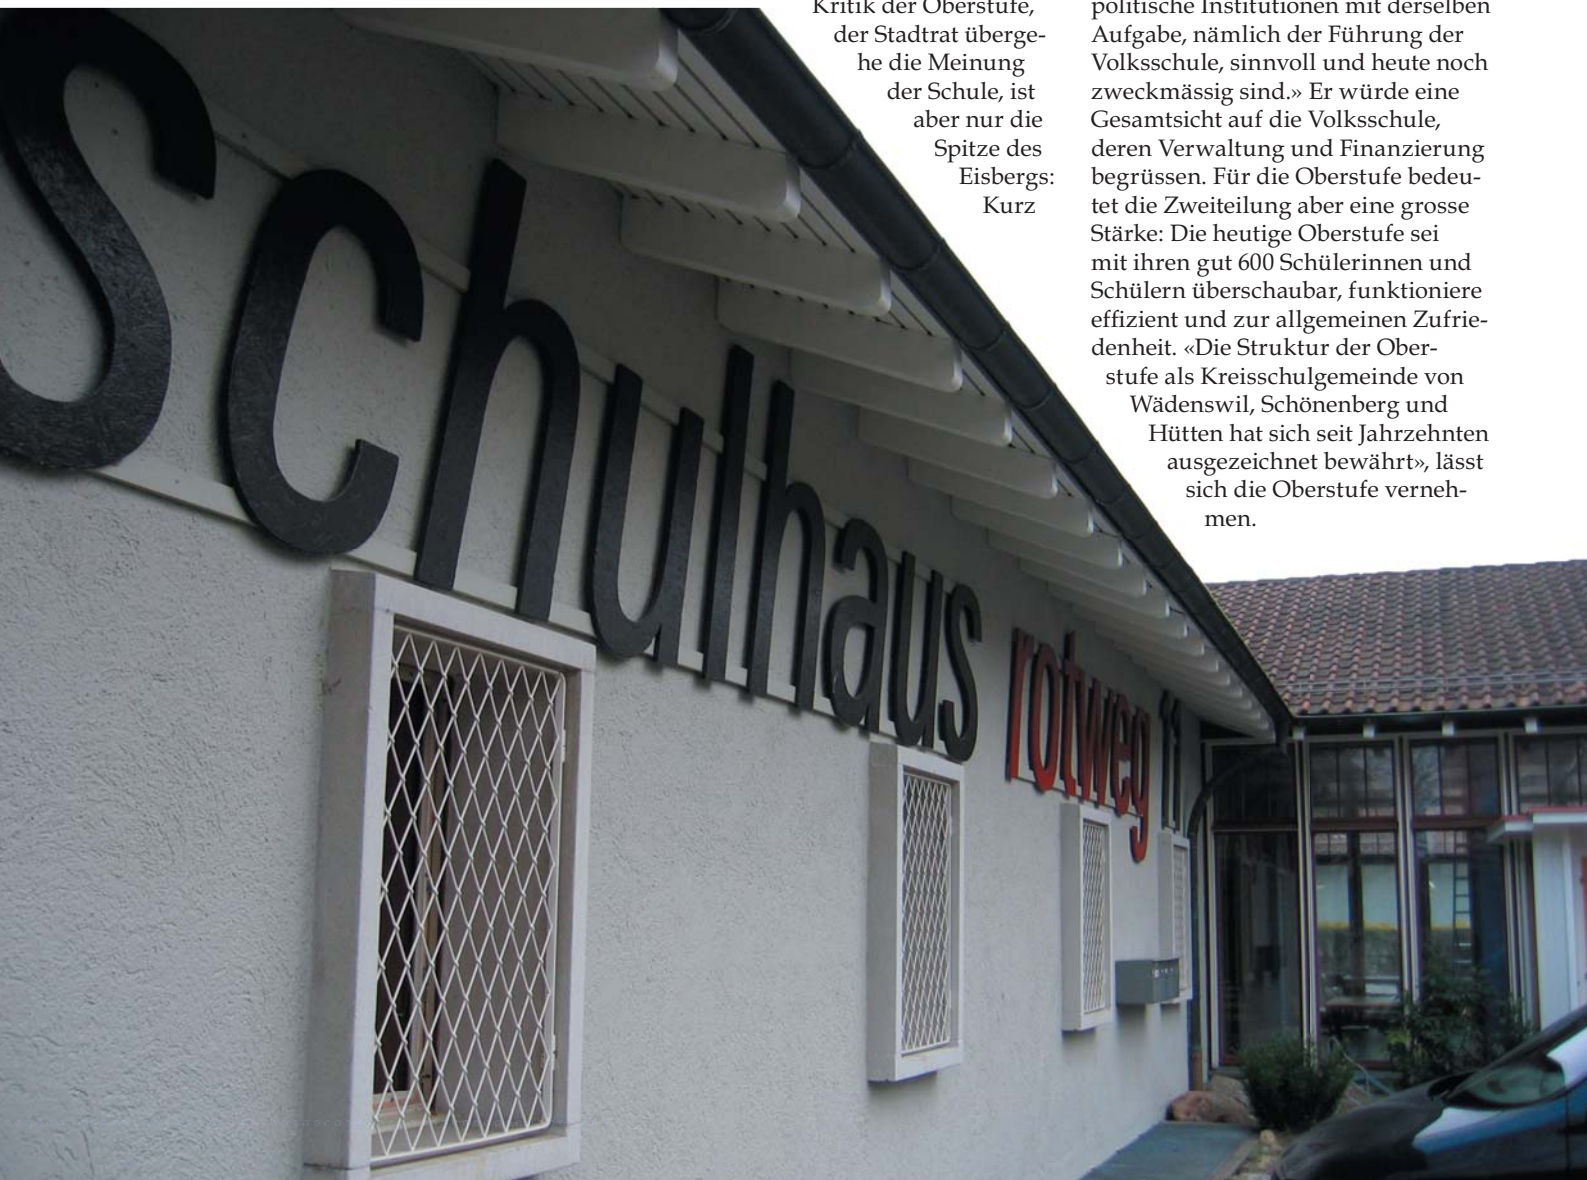 Kritik der Oberstufe,
der Stadtrat überge-
he die Meinung
der Schule, ist
aber nur die
Spitze des
Eisbergs:
Kurz
politische Institutionen mit derselben
Aufgabe, nämlich der Führung der
Volksschule, sinnvoll und heute noch
zweckmässig sind.» Er würde eine
Gesamtsicht auf die Volksschule,
deren Verwaltung und Finanzierung
begrüssen. Für die Oberstufe bedeu-
tet die Zweiteilung aber eine grosse
Stärke: Die heutige Oberstufe sei
mit ihren gut 600 Schülerinnen und
Schülern überschaubar, funktioniere
effizient und zur allgemeinen Zufrie-
denheit. «Die Struktur der Ober-
stufe als Kreisschulgemeinde von
Wädenswil, Schönenberg und
Hütten hat sich seit Jahrzehnten
ausgezeichnet bewährt», lässt
sich die Oberstufe verneh-
men.
schulhaus rotweg 11